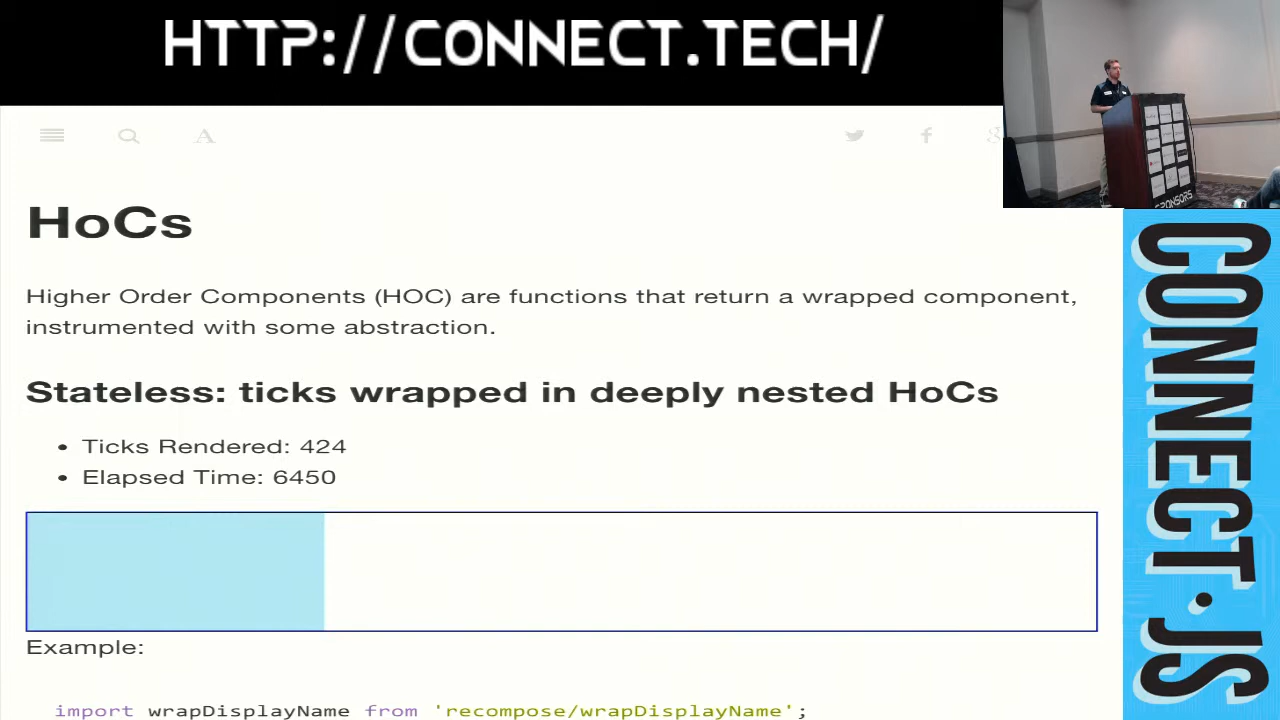 HTTP://CONNECT.TECH/
HoCs
Higher Order Components (HOC) are functions that return a wrapped component,
instrumented with some abstraction.
Stateless: ticks wrapped in deeply nested HoCs
• Ticks Rendered: 424
• Elapsed Time: 6450
Example:
import wrapDisplayName from 'recompose/wrapDisplayName';
SPONSORS
CONNECT.JS